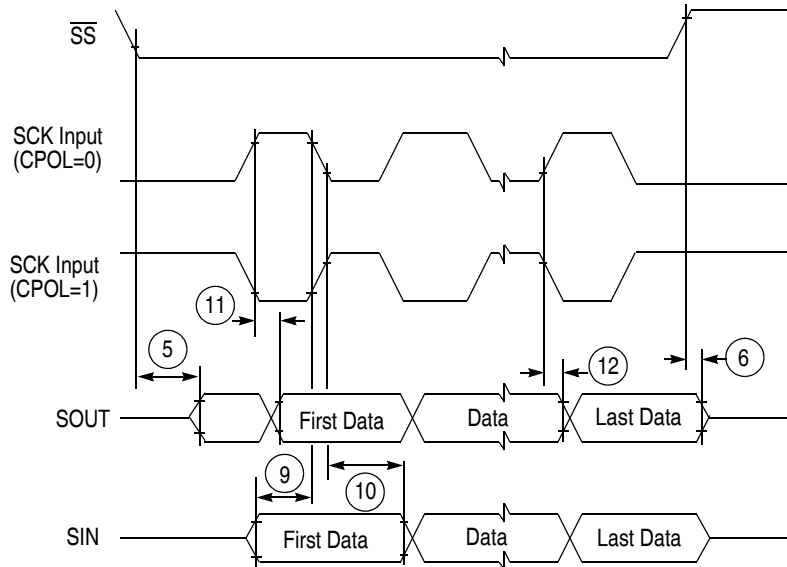 SS
SCK Input
(CPOL=0)
SCK Input
(CPOL=1)
11
5
12
6
SOUT
First Data
Data
Last Data
9
10
SIN
First Data
Data
Last Data